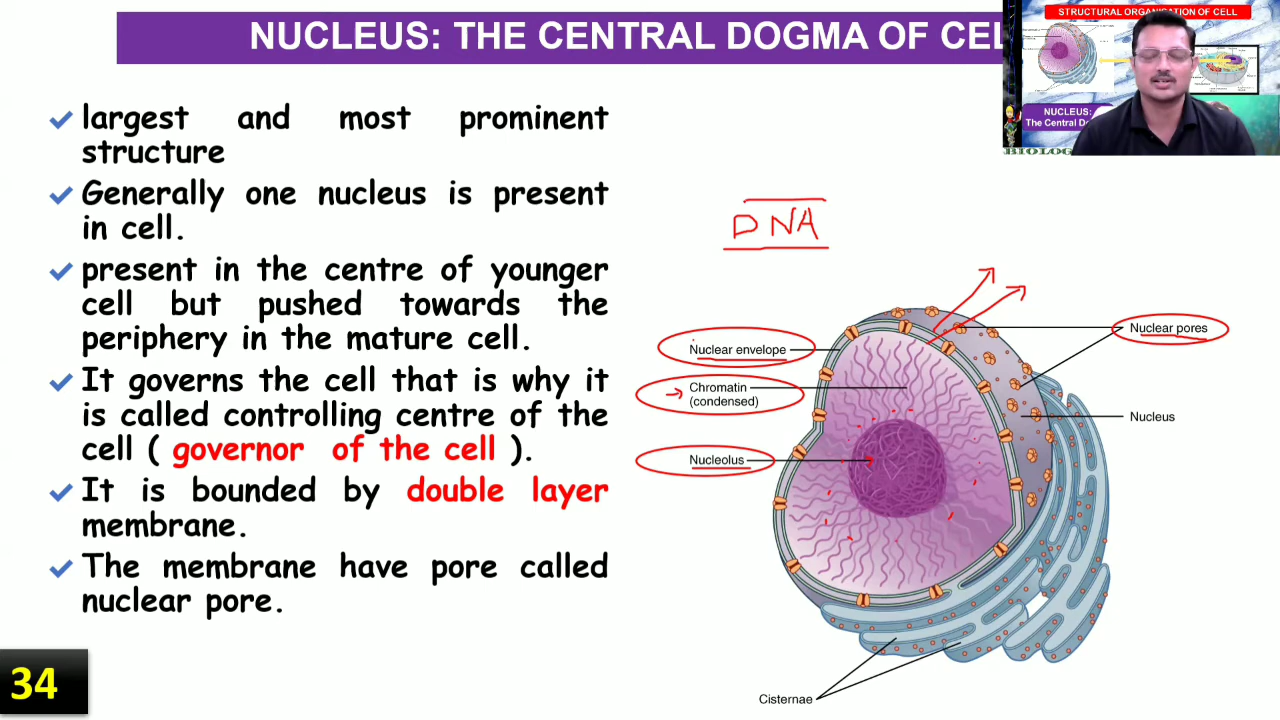 NUCLEUS: THE CENTRAL DOGMA OF CEL
STRUCTURAL ORGANISATION OF CELL
NUCLEUS:
The Central Do
BIOLOG
largest and most prominent
structure
Generally one nucleus is present
in cell.
present in the centre of younger
cell but pushed towards the
periphery in the mature cell.
It governs the cell that is why it
is called controlling centre of the
cell ( governor of the cell ).
It is bounded by double layer
membrane.
The membrane have pore called
nuclear pore.
34
DNA
Nuclear envelope
Chromatin
(condensed)
Nucleolus
Nuclear pores
Nucleus
Cisternae